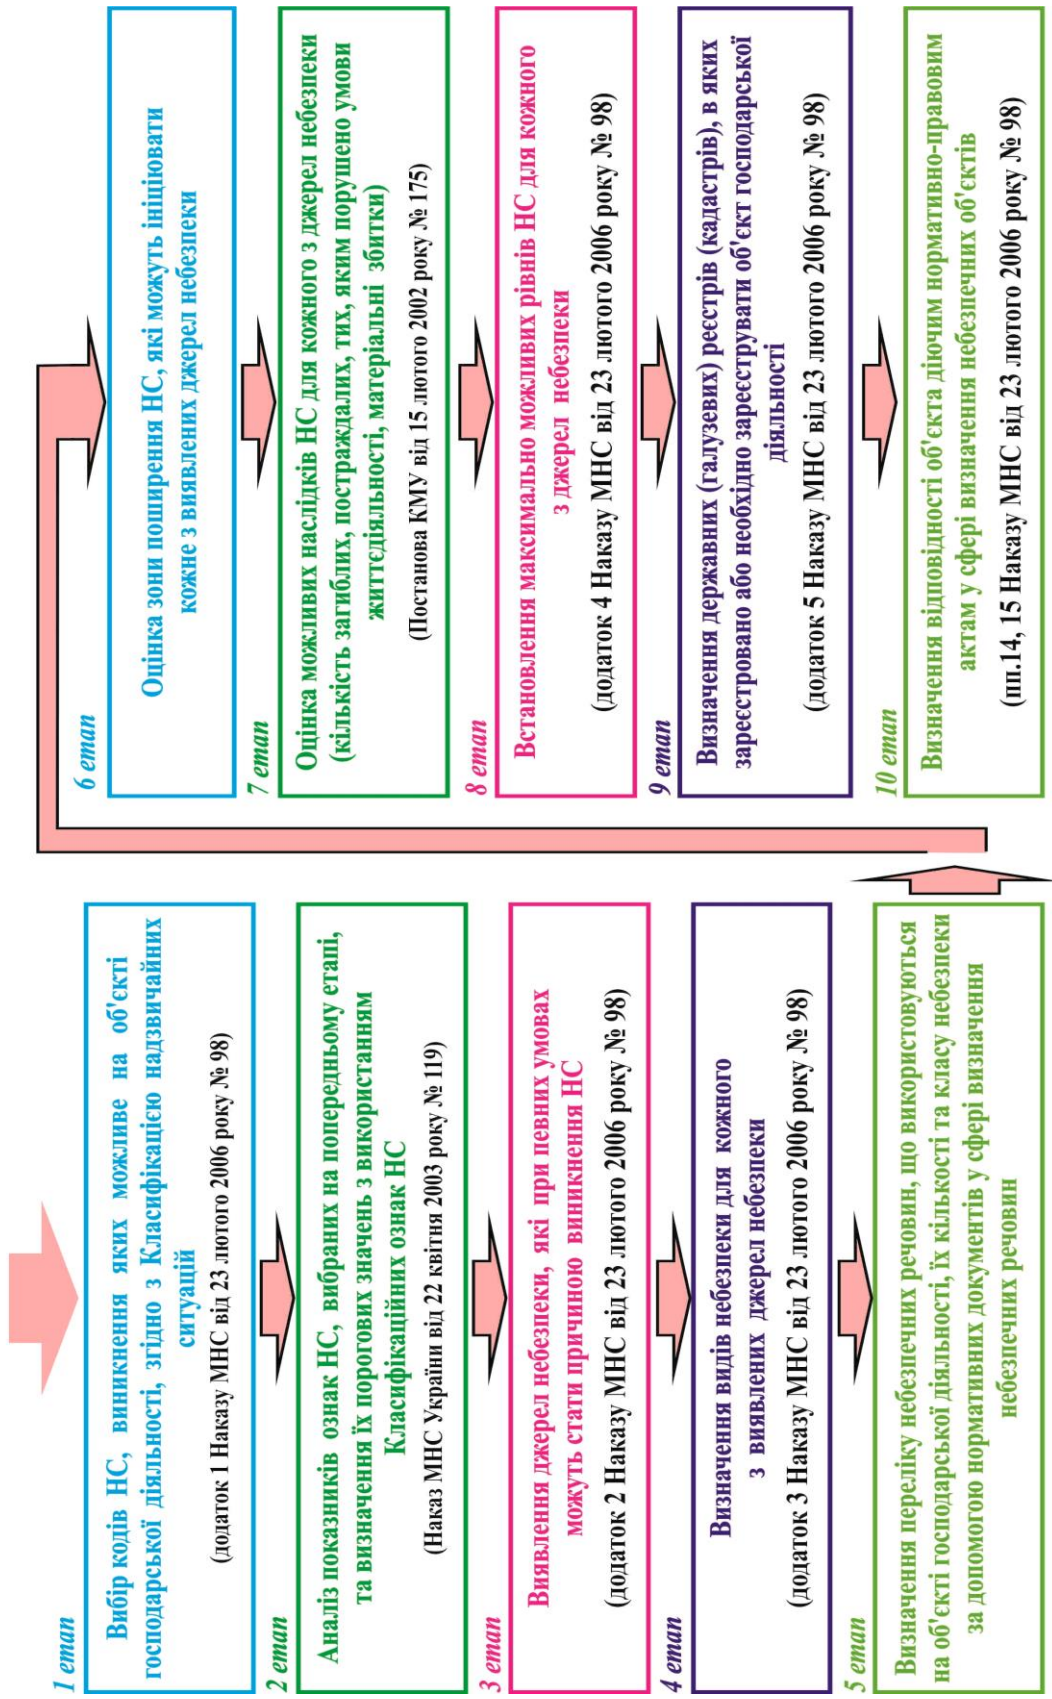 1 етап
Вибір кодів НС, виникнення яких можливе на об'єкті
господарської діяльності, згідно з Класифікацією надзвичайних
ситуацій
(додаток 1 Наказу МНС від 23 лютого 2006 року № 98)
2 етап
Аналіз показників ознак НС, вибраних на попередньому етапі,
та визначення їх порогових значень з використанням
Класифікаційних ознак НС
(Наказ МНС України від 22 квітня 2003 року № 119)
3 етап
Виявлення джерел небезпеки, які при певних умовах
можуть стати причиною виникнення НС
(додаток 2 Наказу МНС від 23 лютого 2006 року № 98)
4 етап
Визначення видів небезпеки для кожного
з виявлених джерел небезпеки
(додаток 3 Наказу МНС від 23 лютого 2006 року № 98)
5 етап
Визначення переліку небезпечних речовин, що використовуються
на об'єкті господарської діяльності, їх кількості та класу небезпеки
за допомогою нормативних документів у сфері визначення
небезпечних речовин
6 етап
Оцінка зони поширення НС, які можуть ініціювати
кожне з виявлених джерел небезпеки
7 етап
Оцінка можливих наслідків НС для кожного з джерел небезпеки
(кількість загиблих, постраждалих, тих, яким порушено умови
життєдіяльності, матеріальні збитки)
(Постанова КМУ від 15 лютого 2002 року № 175)
8 етап
Встановлення максимально можливих рівнів НС для кожного
з джерел небезпеки
(додаток 4 Наказу МНС від 23 лютого 2006 року № 98)
9 етап
Визначення державних (галузевих) реєстрів (кадастрів), в яких
зареєстровано або необхідно зареєструвати об'єкт господарської
діяльності
(додаток 5 Наказу МНС від 23 лютого 2006 року № 98)
10 етап
Визначення відповідності об'єкта діючим нормативно-правовим
актам у сфері визначення небезпечних об'єктів
(пп.14, 15 Наказу МНС від 23 лютого 2006 року № 98)